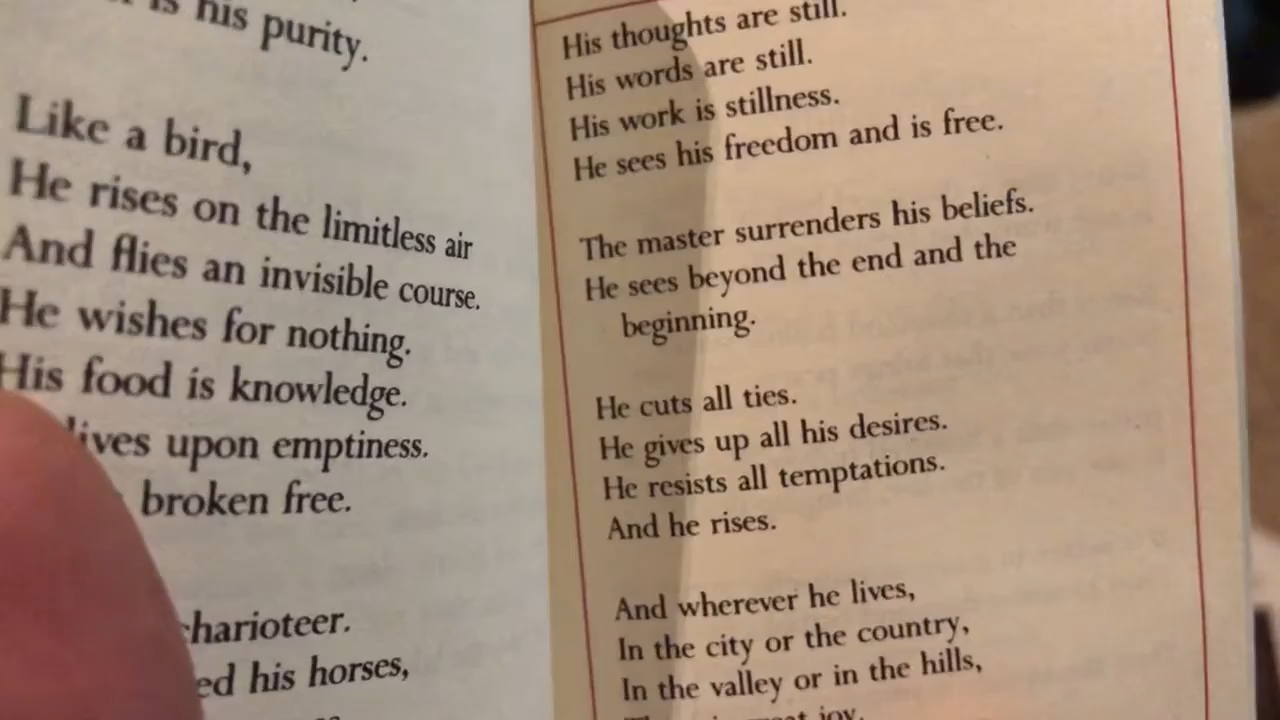 is his purity.
Like a bird,
He rises on the limitless air
And flies an invisible course.
He wishes for nothing.
His food is knowledge.
lives upon emptiness.
broken free.
charioteer.
his horses,
His thoughts are still.
His words are still.
His work is stillness.
He sees his freedom and is free.
The master surrenders his beliefs.
He sees beyond the end and the
beginning.
He cuts all ties.
He gives up all his desires.
He resists all temptations.
And he rises.
And wherever he lives,
In the city or the country,
In the valley or in the hills,
joy.